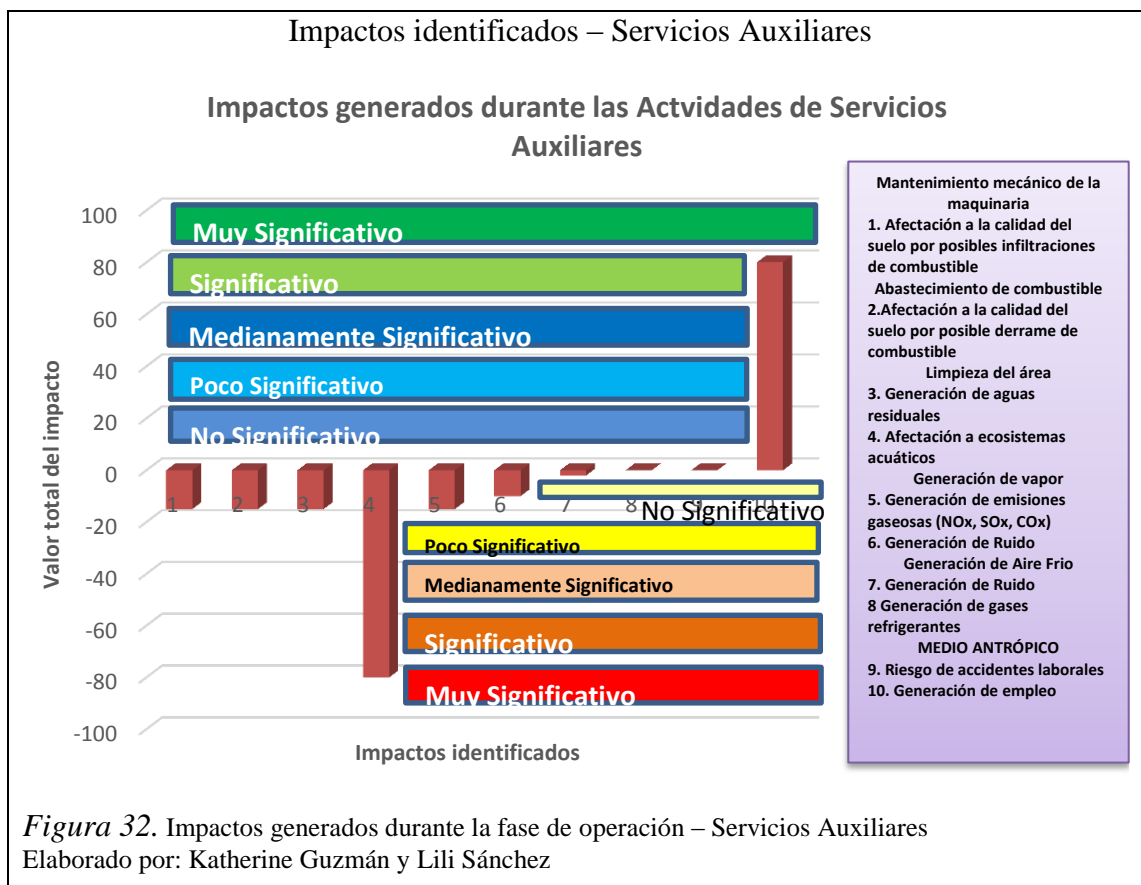 Impactos identificados – Servicios Auxiliares
Impactos generados durante las Actvidades de Servicios
Auxiliares
Valor total del impacto
100
80
60
40
20
0
-20
-40
-60
-80
-100
Muy Significativo
Significativo
Medianamente Significativo
Poco Significativo
No Significativo
1 2 3 4 5 6 7 8 9 10
No Significativo
Poco Significativo
Medianamente Significativo
Significativo
Muy Significativo
Impactos identificados
Mantenimiento mecánico de la
maquinaria
1. Afectación a la calidad del
suelo por posibles infiltraciones
de combustible
Abastecimiento de combustible
2.Afectación a la calidad del
suelo por posible derrame de
combustible
Limpieza del área
3. Generación de aguas
residuales
4. Afectación a ecosistemas
acuáticos
Generación de vapor
5. Generación de emisiones
gaseosas (NOx, SOx, COx)
6. Generación de Ruido
Generación de Aire Frio
7. Generación de Ruido
8 Generación de gases
refrigerantes
MEDIO ANTRÓPICO
9. Riesgo de accidentes laborales
10. Generación de empleo
Figura 32. Impactos generados durante la fase de operación – Servicios Auxiliares
Elaborado por: Katherine Guzmán y Lili Sánchez